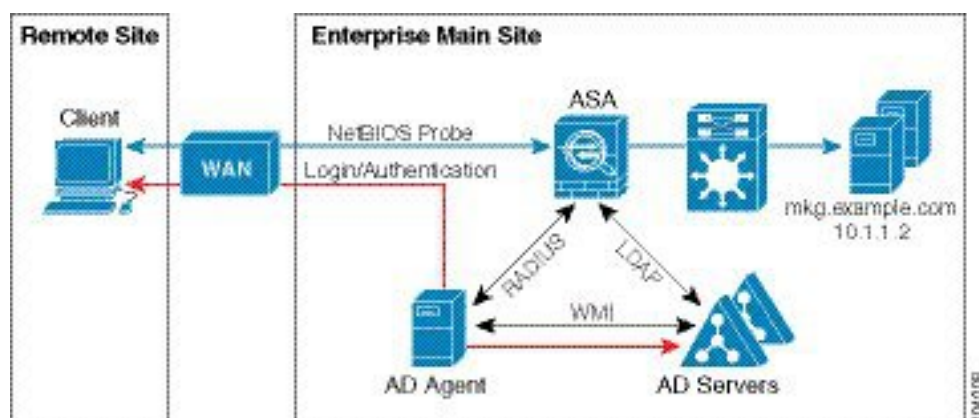 Remote Site
Enterprise Main Site
Client
WAN
NetBIOS Probe
Login/Authentication
ASA
mkg.example.com
10.1.1.2
RADIUS
LDAP
WMI
AD Agent
AD Servers